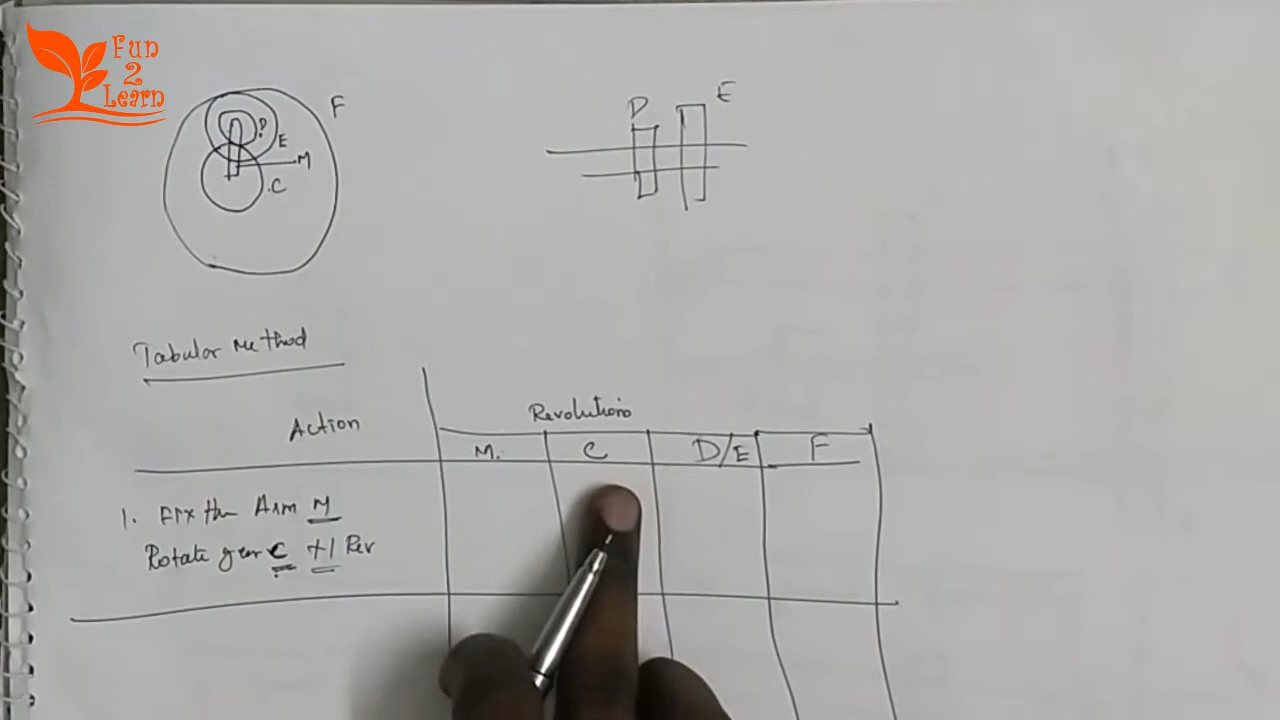 Fun
2
Learn
F
D
E
M
C
D
E
Tabular Method
Action
Revolutions
M.
C
D/E
F
1. Fix the Arm M
Rotate gear C +1 Rev